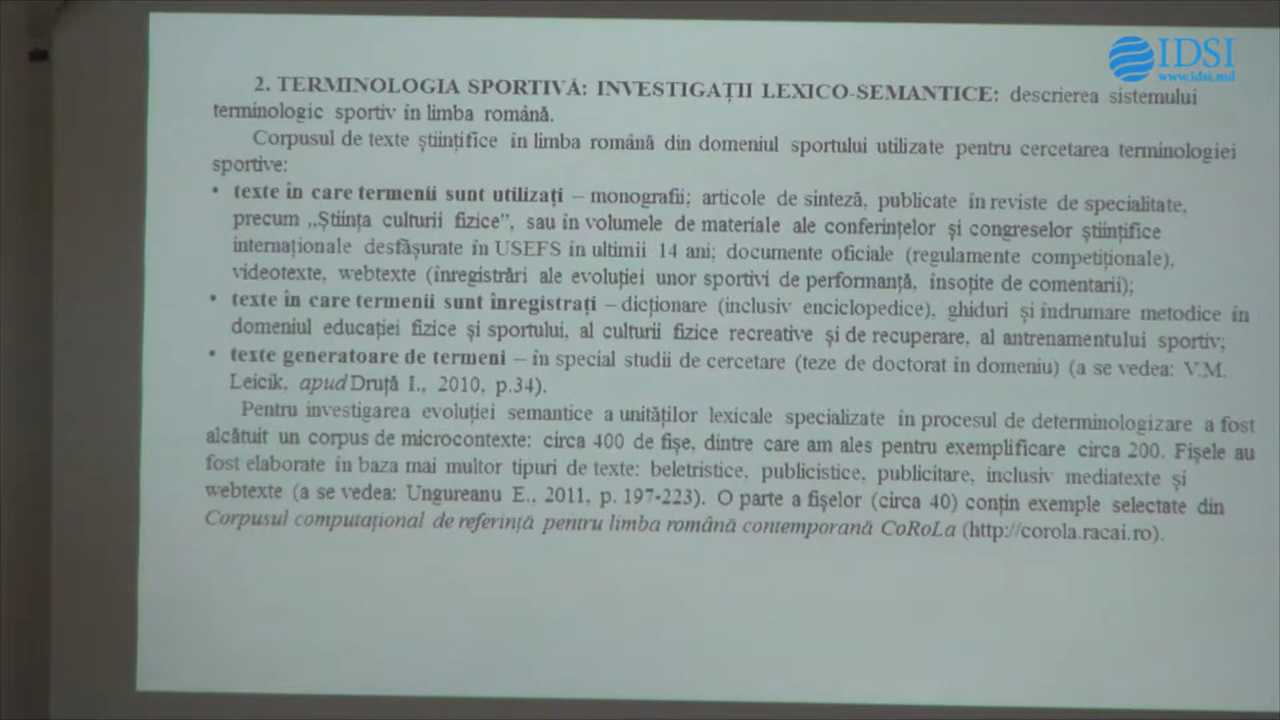 IDSI
www.idsi.md
2. TERMINOLOGIA SPORTIVĂ: INVESTIGAȚII LEXICO-SEMANTICE: descrierea sistemului
terminologic sportiv în limba română.
Corpusul de texte științifice în limba română din domeniul sportului utilizate pentru cercetarea terminologiei
sportive:
• texte în care termenii sunt utilizați – monografii; articole de sinteză, publicate în reviste de specialitate,
precum „Știința culturii fizice”, sau în volumele de materiale ale conferințelor și congreselor științifice
internaționale desfășurate în USEFS în ultimii 14 ani; documente oficiale (regulamente competiționale),
videotexte, webtexte (înregistrări ale evoluției unor sportivi de performanță, însoțite de comentarii);
• texte în care termenii sunt înregistrați – dicționare (inclusiv enciclopedice), ghiduri și îndrumare metodice în
domeniul educației fizice și sportului, al culturii fizice recreative și de recuperare, al antrenamentului sportiv;
• texte generatoare de termeni – în special studii de cercetare (teze de doctorat în domeniu) (a se vedea: V.M.
Leicik, apud Druță I., 2010, p.34).
Pentru investigarea evoluției semantice a unităților lexicale specializate în procesul de determinologizare a fost
alcătuit un corpus de microcontexte: circa 400 de fișe, dintre care am ales pentru exemplificare circa 200. Fișele au
fost elaborate în baza mai multor tipuri de texte: beletristice, publicistice, publicitare, inclusiv mediatexte și
webtexte (a se vedea: Ungureanu E., 2011, p. 197-223). O parte a fișelor (circa 40) conțin exemple selectate din
Corpusul computațional de referință pentru limba română contemporană CoRoLa (http://corola.racai.ro).